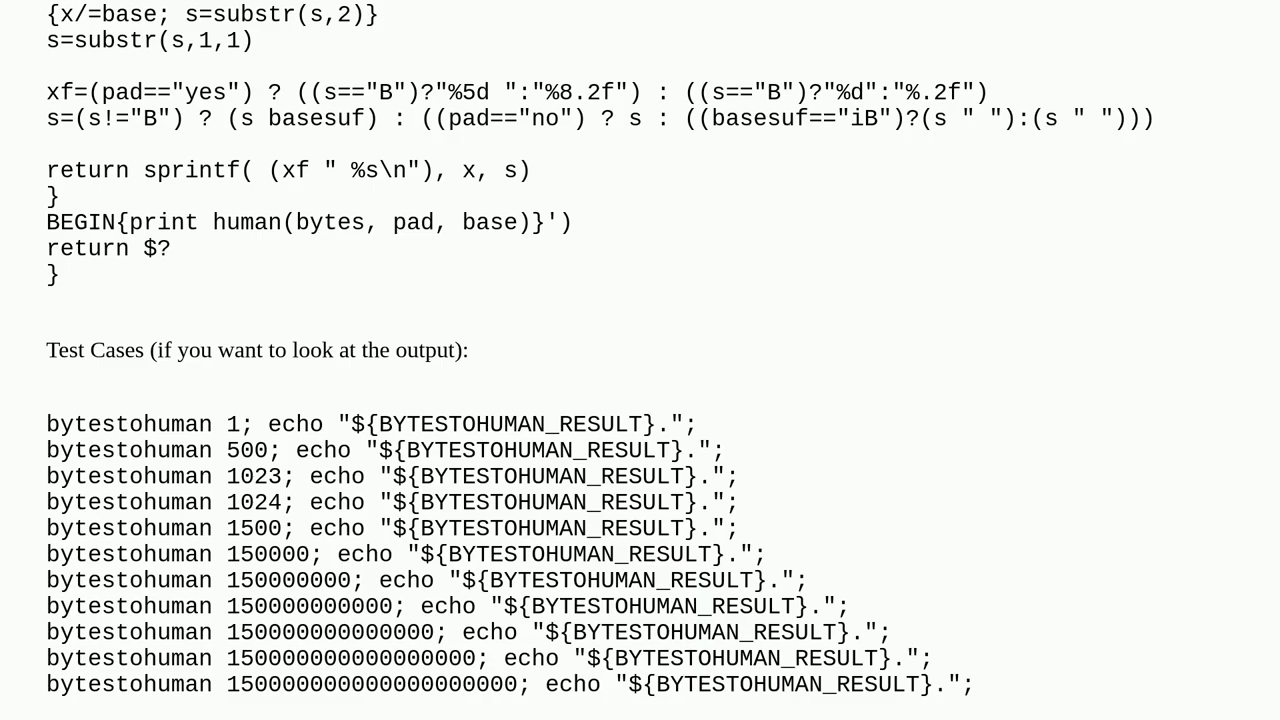 {x/=base; s=substr(s,2)}
s=substr(s,1,1)
xf=(pad=="yes") ? ((s=="B")?"%5d ":"%8.2f") : ((s=="B")?"%d":"%.2f")
s=(s!="B") ? (s basesuf) : ((pad=="no") ? s : ((basesuf=="iB")?(s " "):(s " ")))
return sprintf( (xf " %s\n"), x, s)
}
BEGIN{print human(bytes, pad, base)}')
return $?
}
Test Cases (if you want to look at the output):
bytestohuman 1; echo "${BYTESTOHUMAN_RESULT}.";
bytestohuman 500; echo "${BYTESTOHUMAN_RESULT}.";
bytestohuman 1023; echo "${BYTESTOHUMAN_RESULT}.";
bytestohuman 1024; echo "${BYTESTOHUMAN_RESULT}.";
bytestohuman 1500; echo "${BYTESTOHUMAN_RESULT}.";
bytestohuman 150000; echo "${BYTESTOHUMAN_RESULT}.";
bytestohuman 150000000; echo "${BYTESTOHUMAN_RESULT}.";
bytestohuman 150000000000; echo "${BYTESTOHUMAN_RESULT}.";
bytestohuman 150000000000000; echo "${BYTESTOHUMAN_RESULT}.";
bytestohuman 150000000000000000; echo "${BYTESTOHUMAN_RESULT}.";
bytestohuman 150000000000000000000; echo "${BYTESTOHUMAN_RESULT}.";